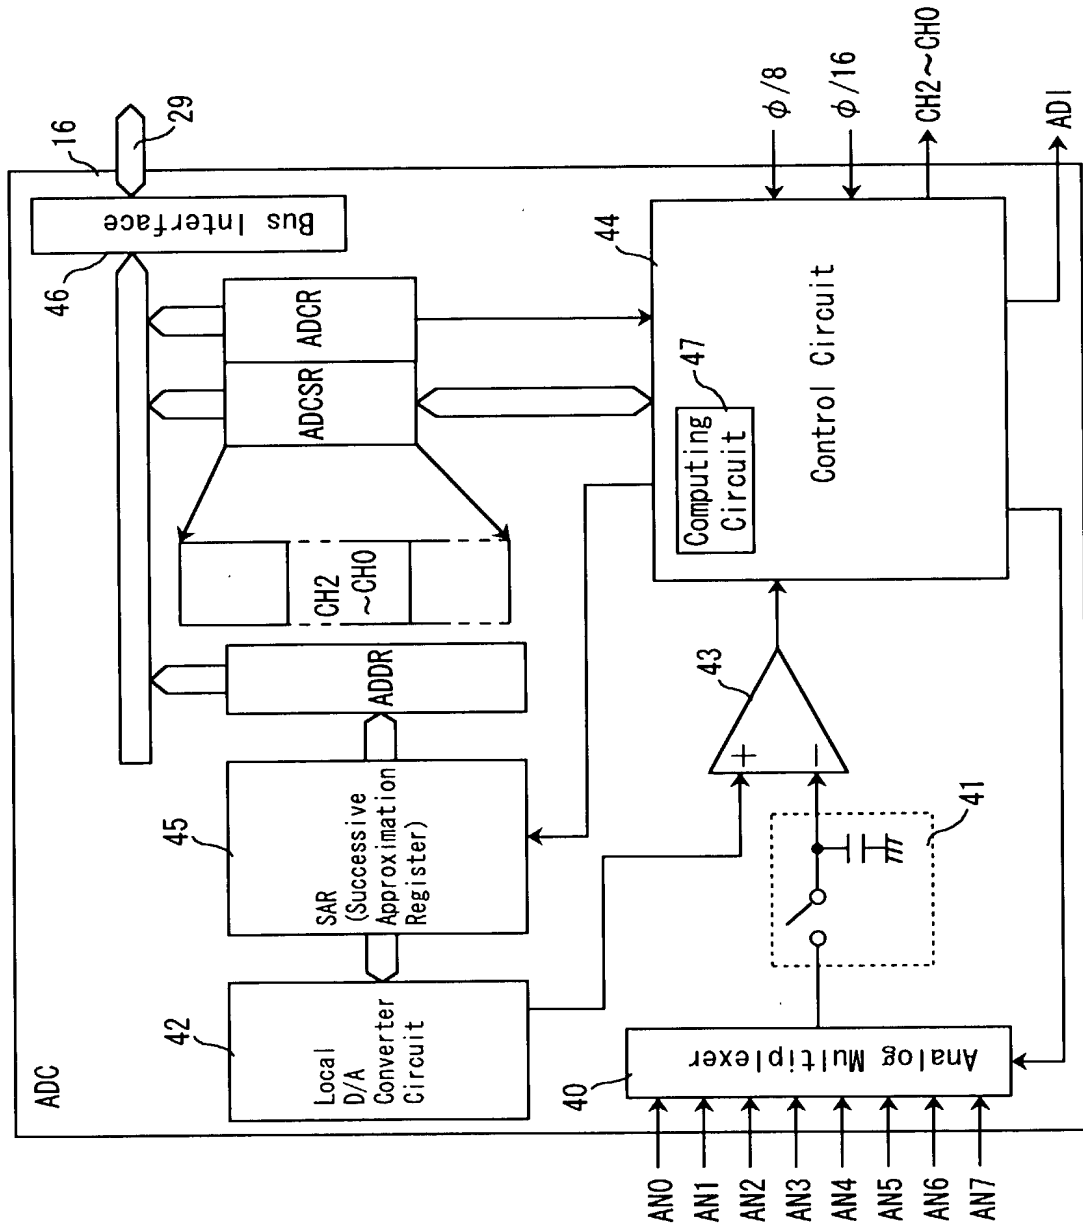 ADC
16
29
46
Bus Interface
42
Local
D/A
Converter
Circuit
45
SAR
(Successive
Approximation
Register)
ADDR
CH2
~CH0
ADCSR
ADCR
40
Analog Multiplexer
AN0
AN1
AN2
AN3
AN4
AN5
AN6
AN7
41
43
+
−
44
47
Computing
Circuit
Control Circuit
φ/8
φ/16
CH2~CH0
ADI